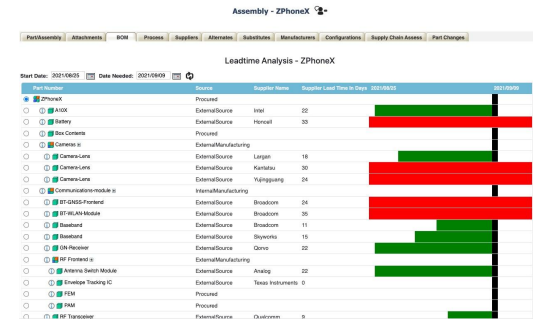 Assembly - ZPhoneX
Part/Assembly Attachments BOM Process Suppliers Alternates Substitutes Manufacturers Configurations Supply Chain Assess Part Changes
Leadtime Analysis - ZPhoneX
Start Date: 2021/08/25 Date Needed: 2021/09/09
Part Number Source Supplier Name Supplier Lead Time In Days 2021/08/25 2021/09/09
ZPhoneX Procured
A10X ExternalSource Intel 22
Battery ExternalSource Honcell 33
Box Contents Procured
Cameras ExternalManufacturing
Camera-Lens ExternalSource Largan 18
Camera-Lens ExternalSource Kantatsu 30
Camera-Lens ExternalSource Yujingguang 24
Communications-module InternalManufacturing
BT-GNSS-Frontend ExternalSource Broadcom 24
BT-WLAN-Module ExternalSource Broadcom 35
Baseband ExternalSource Broadcom 11
Baseband ExternalSource Skyworks 15
GN-Receiver ExternalSource Qorvo 22
RF Frontend ExternalManufacturing
Antenna Switch Module ExternalSource Analog 22
Envelope Tracking IC ExternalSource Texas Instruments 0
FEM Procured
PAM Procured
RF Transceiver ExternalSource Qualcomm 9